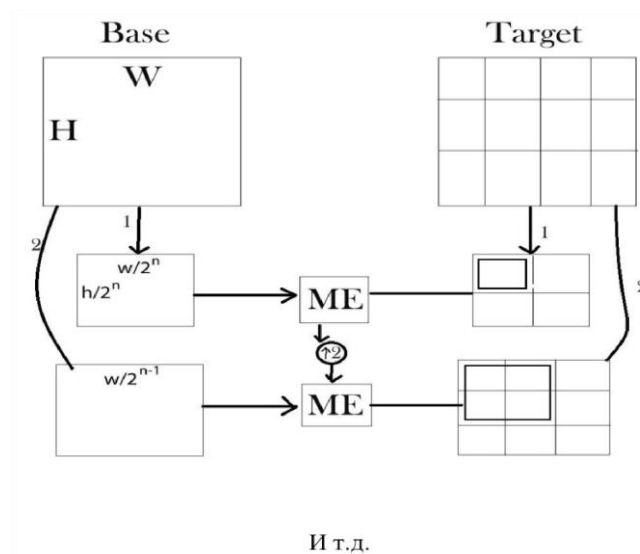 Base
Target
W
H
1
1
2
2
w/2ⁿ
h/2ⁿ
ME
↑2
w/2ⁿ⁻¹
ME
И т.д.